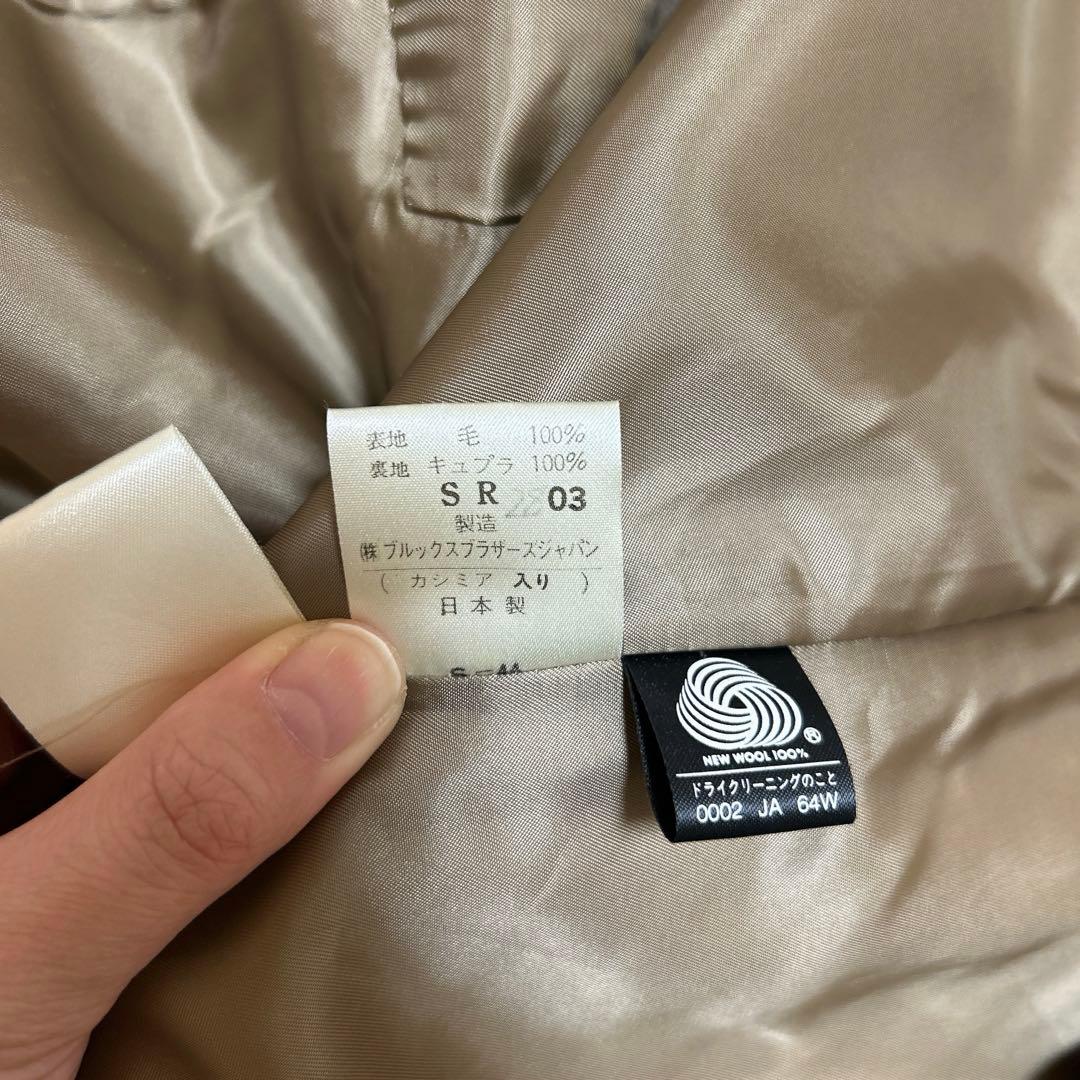 表地 毛 100%
裏地 キュプラ 100%
SR 03
製造
㈱ブルックスブラザーズジャパン
(カシミア 入り)
日本製
NEW WOOL 100%
®
ドライクリーニングのこと
0002 JA 64W